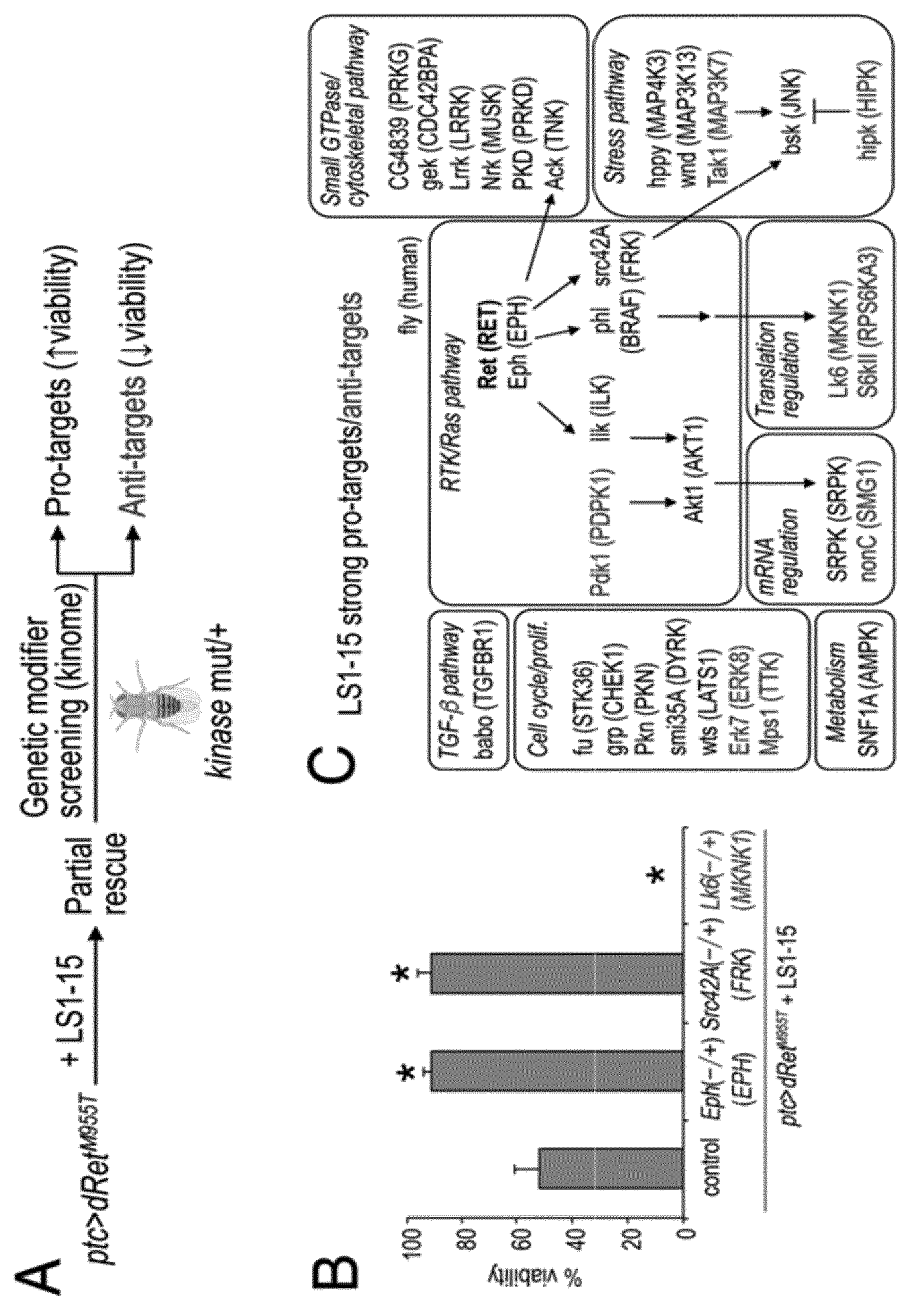 A
ptc>dRetM955T
+ LS1-15
Partial
rescue
Genetic modifier
screening (kinome)
kinase mut/+
Pro-targets (↑viability)
Anti-targets (↓viability)
B
% viability
100
80
60
40
20
0
*
*
*
control
Eph(−/+)
(EPH)
Src42A(−/+)
(FRK)
Lk6(−/+)
(MKNK1)
ptc>dRetM955T + LS1-15
C
LS1-15 strong pro-targets/anti-targets
fly (human)
TGF-β pathway
babo (TGFBR1)
Cell cycle/prolif.
fu (STK36)
grp (CHEK1)
Pkn (PKN)
smi35A (DYRK)
wts (LATS1)
Erk7 (ERK8)
Mps1 (TTK)
Metabolism
SNF1A (AMPK)
RTK/Ras pathway
Ret (RET)
Eph (EPH)
Pdk1 (PDPK1)
Ilk (ILK)
phl
(BRAF)
src42A
(FRK)
Akt1 (AKT1)
mRNA
regulation
SRPK (SRPK)
nonC (SMG1)
Translation
regulation
Lk6 (MKNK1)
S6kII (RPS6KA3)
Small GTPase/
cytoskeletal pathway
CG4839 (PRKG)
gek (CDC42BPA)
Lrrk (LRRK)
Nrk (MUSK)
PKD (PRKD)
Ack (TNK)
Stress pathway
hppy (MAP4K3)
wnd (MAP3K13)
Tak1 (MAP3K7)
bsk (JNK)
hipk (HIPK)